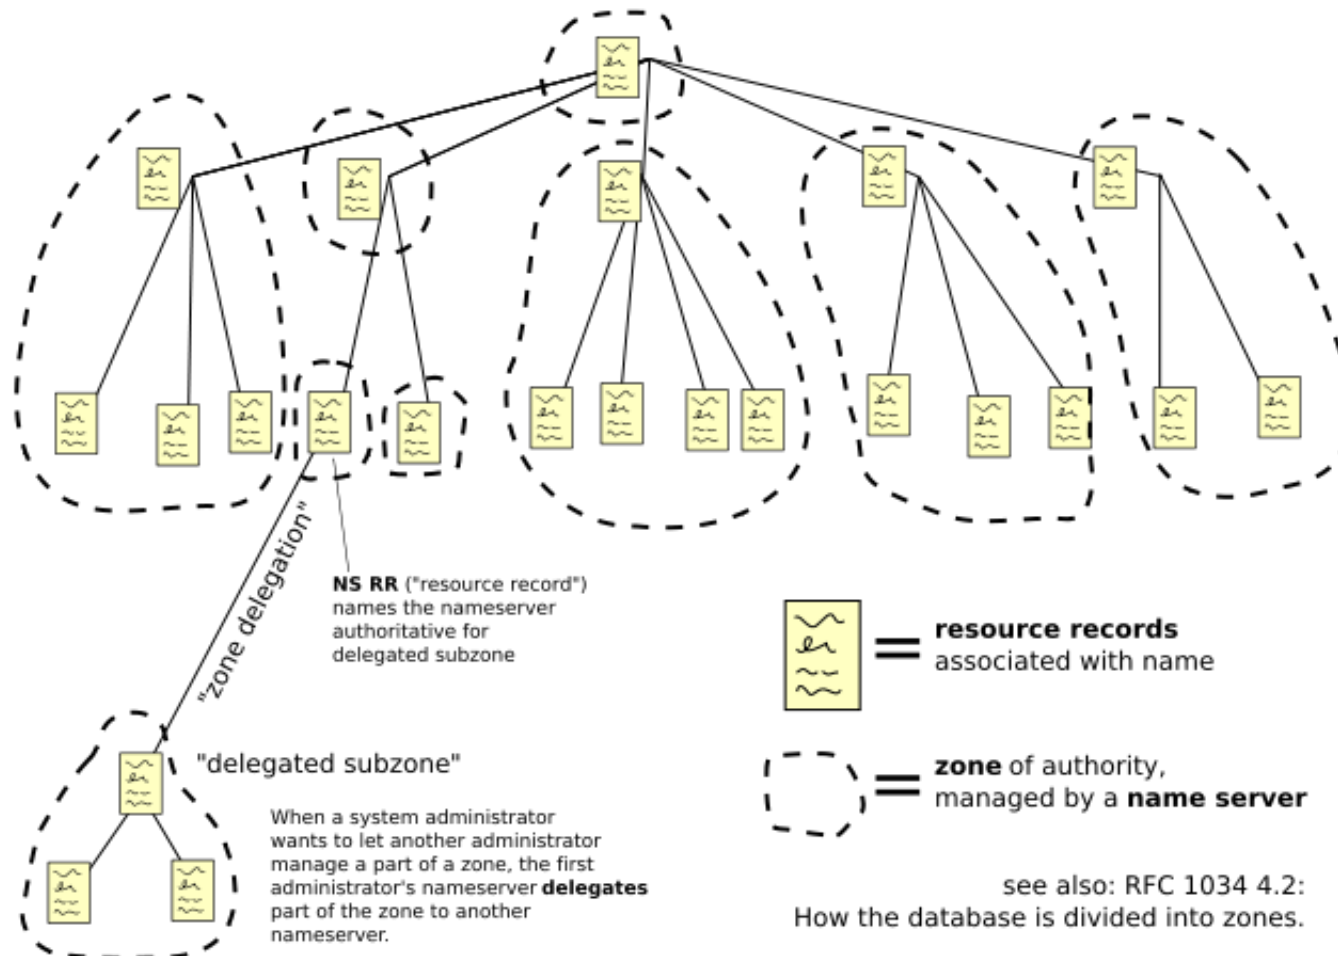 "zone delegation"
NS RR ("resource record")
names the nameserver
authoritative for
delegated subzone
resource records
associated with name
"delegated subzone"
zone of authority,
managed by a name server
When a system administrator
wants to let another administrator
manage a part of a zone, the first
administrator's nameserver delegates
part of the zone to another
nameserver.
see also: RFC 1034 4.2:
How the database is divided into zones.